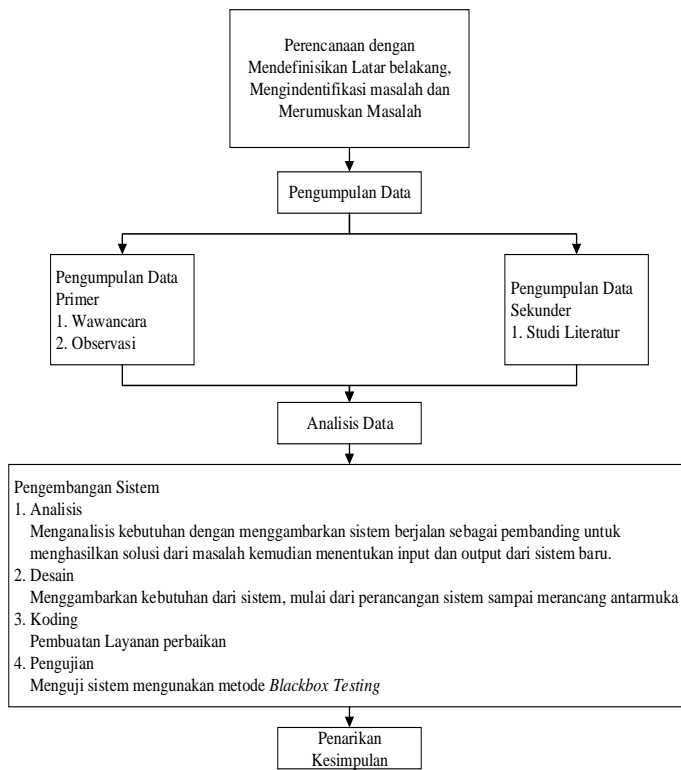 Perencanaan dengan
Mendefinisikan Latar belakang,
Mengindentifikasi masalah dan
Merumuskan Masalah
Pengumpulan Data
Pengumpulan Data
Primer
1. Wawancara
2. Observasi
Pengumpulan Data
Sekunder
1. Studi Literatur
Analisis Data
Pengembangan Sistem
1. Analisis
Menganalisis kebutuhan dengan menggambarkan sistem berjalan sebagai pembanding untuk
menghasilkan solusi dari masalah kemudian menentukan input dan output dari sistem baru.
2. Desain
Menggambarkan kebutuhan dari sistem, mulai dari perancangan sistem sampai merancang antarmuka
3. Koding
Pembuatan Layanan perbaikan
4. Pengujian
Menguji sistem mengunakan metode Blackbox Testing
Penarikan
Kesimpulan